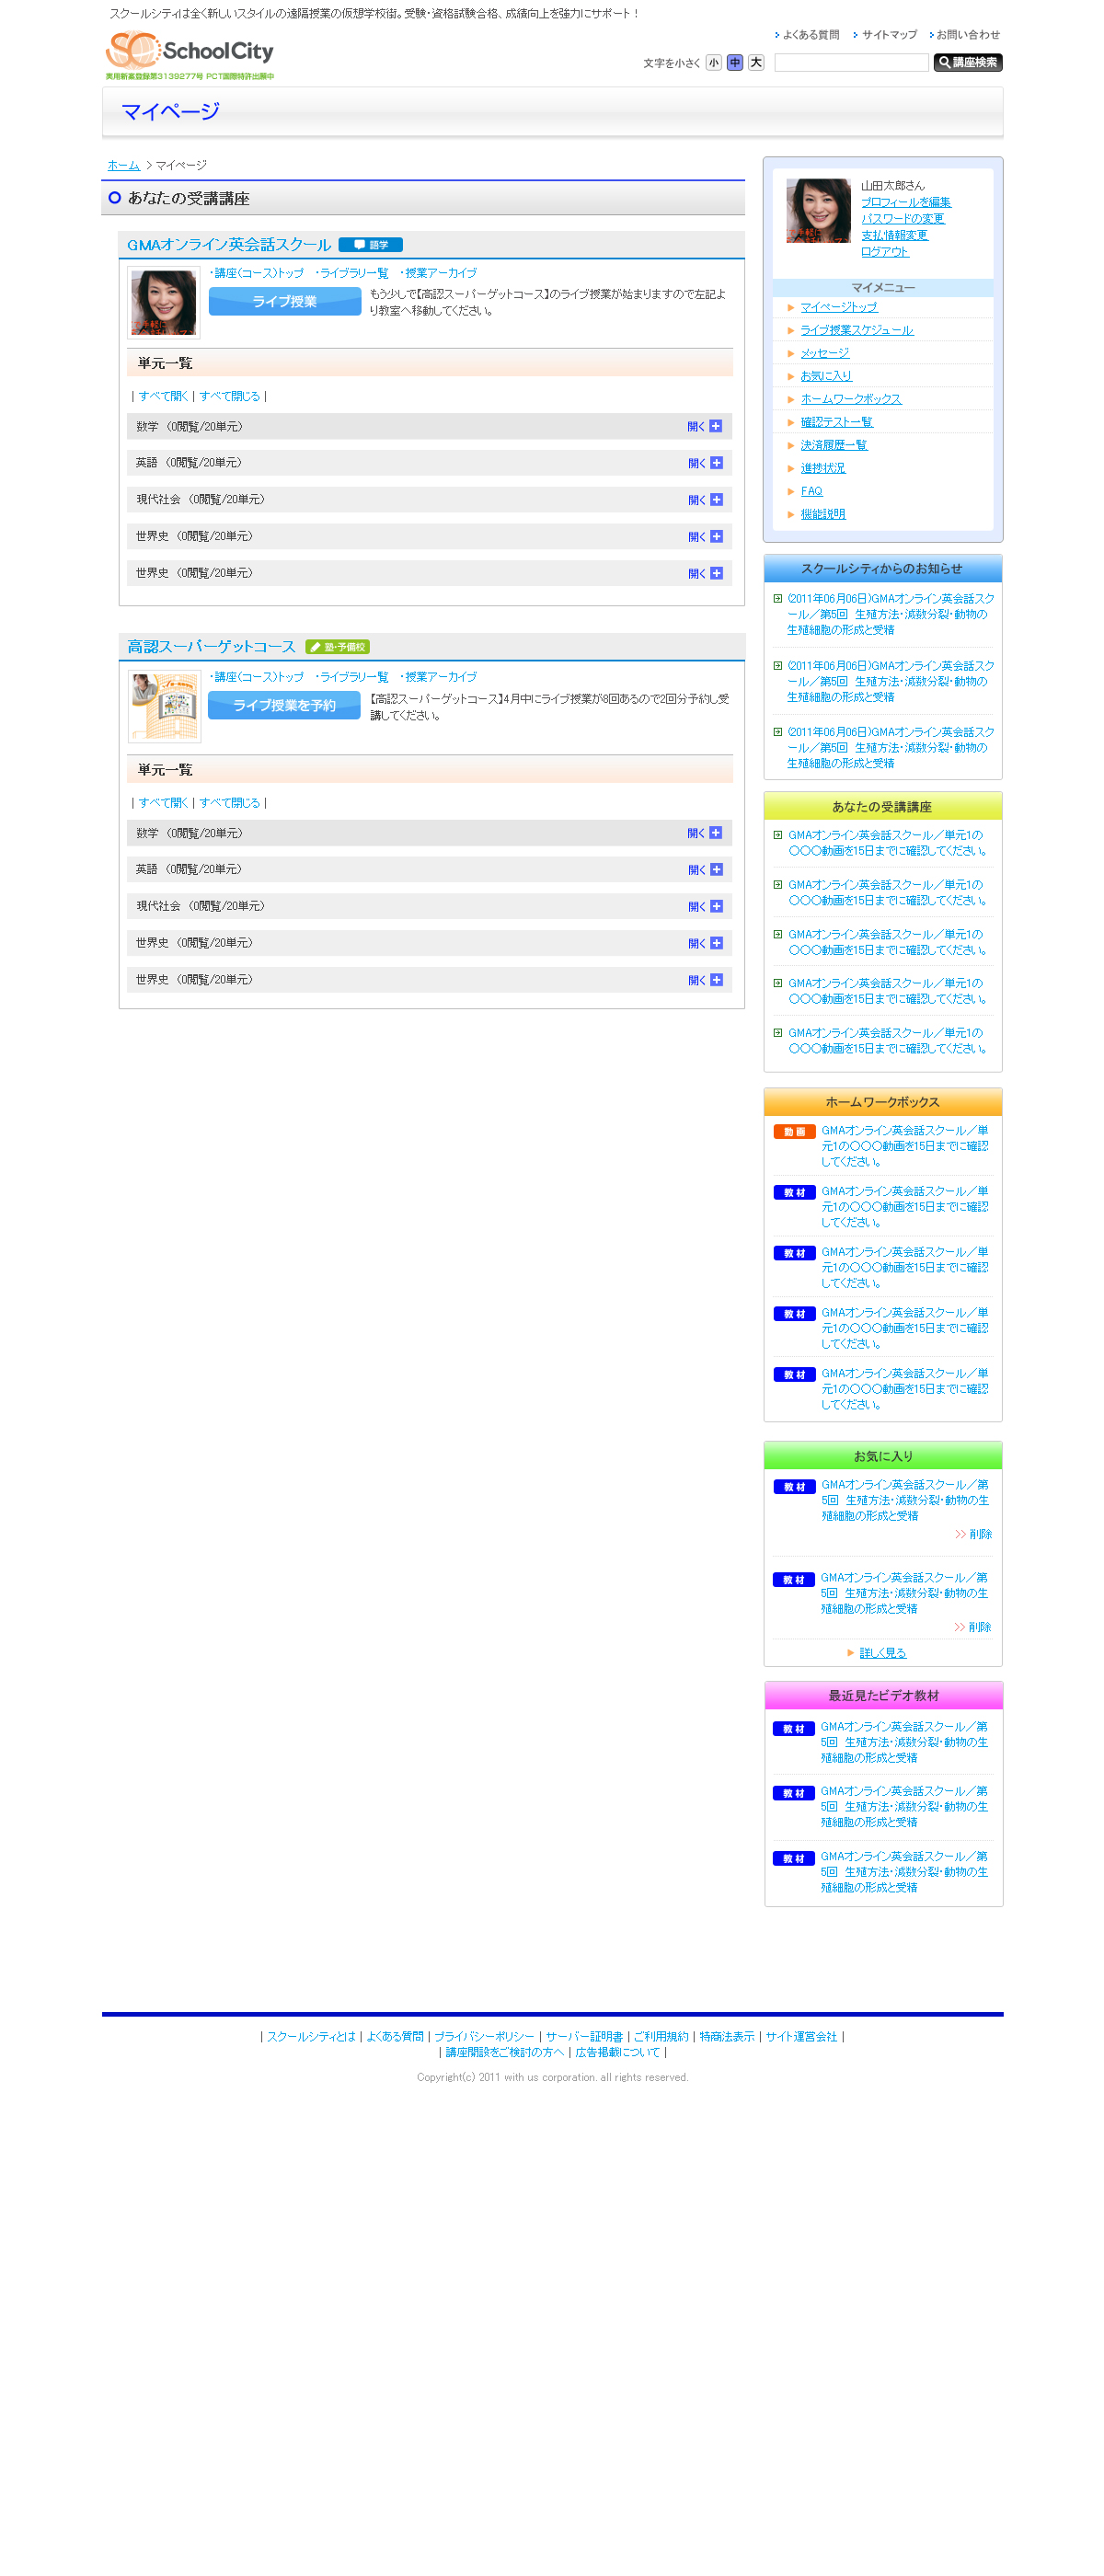 スクールシティは全く新しいスタイルの遠隔授業の仮想学校街。受験・資格試験合格、成績向上を強力にサポート！
よくある質問 サイトマップ お問い合わせ
SchoolCity
実用新案登録第3139277号 PCT国際特許出願中
文字を小さく 小 中 大 講座検索
マイページ
ホーム > マイページ
あなたの受講講座
GMAオンライン英会話スクール 語学
・講座(コース)トップ ・ライブラリ一覧 ・授業アーカイブ
ライブ授業
もう少しで【高認スーパーゲットコース】のライブ授業が始まりますので左記よ
り教室へ移動してください。
単元一覧
| すべて開く | すべて閉じる |
数学 (0閲覧/20単元) 開く
英語 (0閲覧/20単元) 開く
現代社会 (0閲覧/20単元) 開く
世界史 (0閲覧/20単元) 開く
世界史 (0閲覧/20単元) 開く
高認スーパーゲットコース 塾・予備校
・講座(コース)トップ ・ライブラリ一覧 ・授業アーカイブ
ライブ授業を予約
【高認スーパーゲットコース】4月中にライブ授業が8回あるので2回分予約し受
講してください。
単元一覧
| すべて開く | すべて閉じる |
数学 (0閲覧/20単元) 開く
英語 (0閲覧/20単元) 開く
現代社会 (0閲覧/20単元) 開く
世界史 (0閲覧/20単元) 開く
世界史 (0閲覧/20単元) 開く
山田太郎さん
プロフィールを編集
パスワードの変更
支払情報変更
ログアウト
マイメニュー
マイページトップ
ライブ授業スケジュール
メッセージ
お気に入り
ホームワークボックス
確認テスト一覧
決済履歴一覧
進捗状況
FAQ
機能説明
スクールシティからのお知らせ
(2011年06月06日)GMAオンライン英会話スク
ール／第5回 生殖方法・減数分裂・動物の
生殖細胞の形成と受精
(2011年06月06日)GMAオンライン英会話スク
ール／第5回 生殖方法・減数分裂・動物の
生殖細胞の形成と受精
(2011年06月06日)GMAオンライン英会話スク
ール／第5回 生殖方法・減数分裂・動物の
生殖細胞の形成と受精
あなたの受講講座
GMAオンライン英会話スクール／単元1の
○○○動画を15日までに確認してください。
GMAオンライン英会話スクール／単元1の
○○○動画を15日までに確認してください。
GMAオンライン英会話スクール／単元1の
○○○動画を15日までに確認してください。
GMAオンライン英会話スクール／単元1の
○○○動画を15日までに確認してください。
GMAオンライン英会話スクール／単元1の
○○○動画を15日までに確認してください。
ホームワークボックス
動画 GMAオンライン英会話スクール／単
元1の○○○動画を15日までに確認
してください。
教材 GMAオンライン英会話スクール／単
元1の○○○動画を15日までに確認
してください。
教材 GMAオンライン英会話スクール／単
元1の○○○動画を15日までに確認
してください。
教材 GMAオンライン英会話スクール／単
元1の○○○動画を15日までに確認
してください。
教材 GMAオンライン英会話スクール／単
元1の○○○動画を15日までに確認
してください。
お気に入り
教材 GMAオンライン英会話スクール／第
5回 生殖方法・減数分裂・動物の生
殖細胞の形成と受精
>> 削除
教材 GMAオンライン英会話スクール／第
5回 生殖方法・減数分裂・動物の生
殖細胞の形成と受精
>> 削除
詳しく見る
最近見たビデオ教材
教材 GMAオンライン英会話スクール／第
5回 生殖方法・減数分裂・動物の生
殖細胞の形成と受精
教材 GMAオンライン英会話スクール／第
5回 生殖方法・減数分裂・動物の生
殖細胞の形成と受精
教材 GMAオンライン英会話スクール／第
5回 生殖方法・減数分裂・動物の生
殖細胞の形成と受精
| スクールシティとは | よくある質問 | プライバシーポリシー | サーバー証明書 | ご利用規約 | 特商法表示 | サイト運営会社 |
| 講座開設をご検討の方へ | 広告掲載について |
Copyright(c) 2011 with us corporation. all rights reserved.